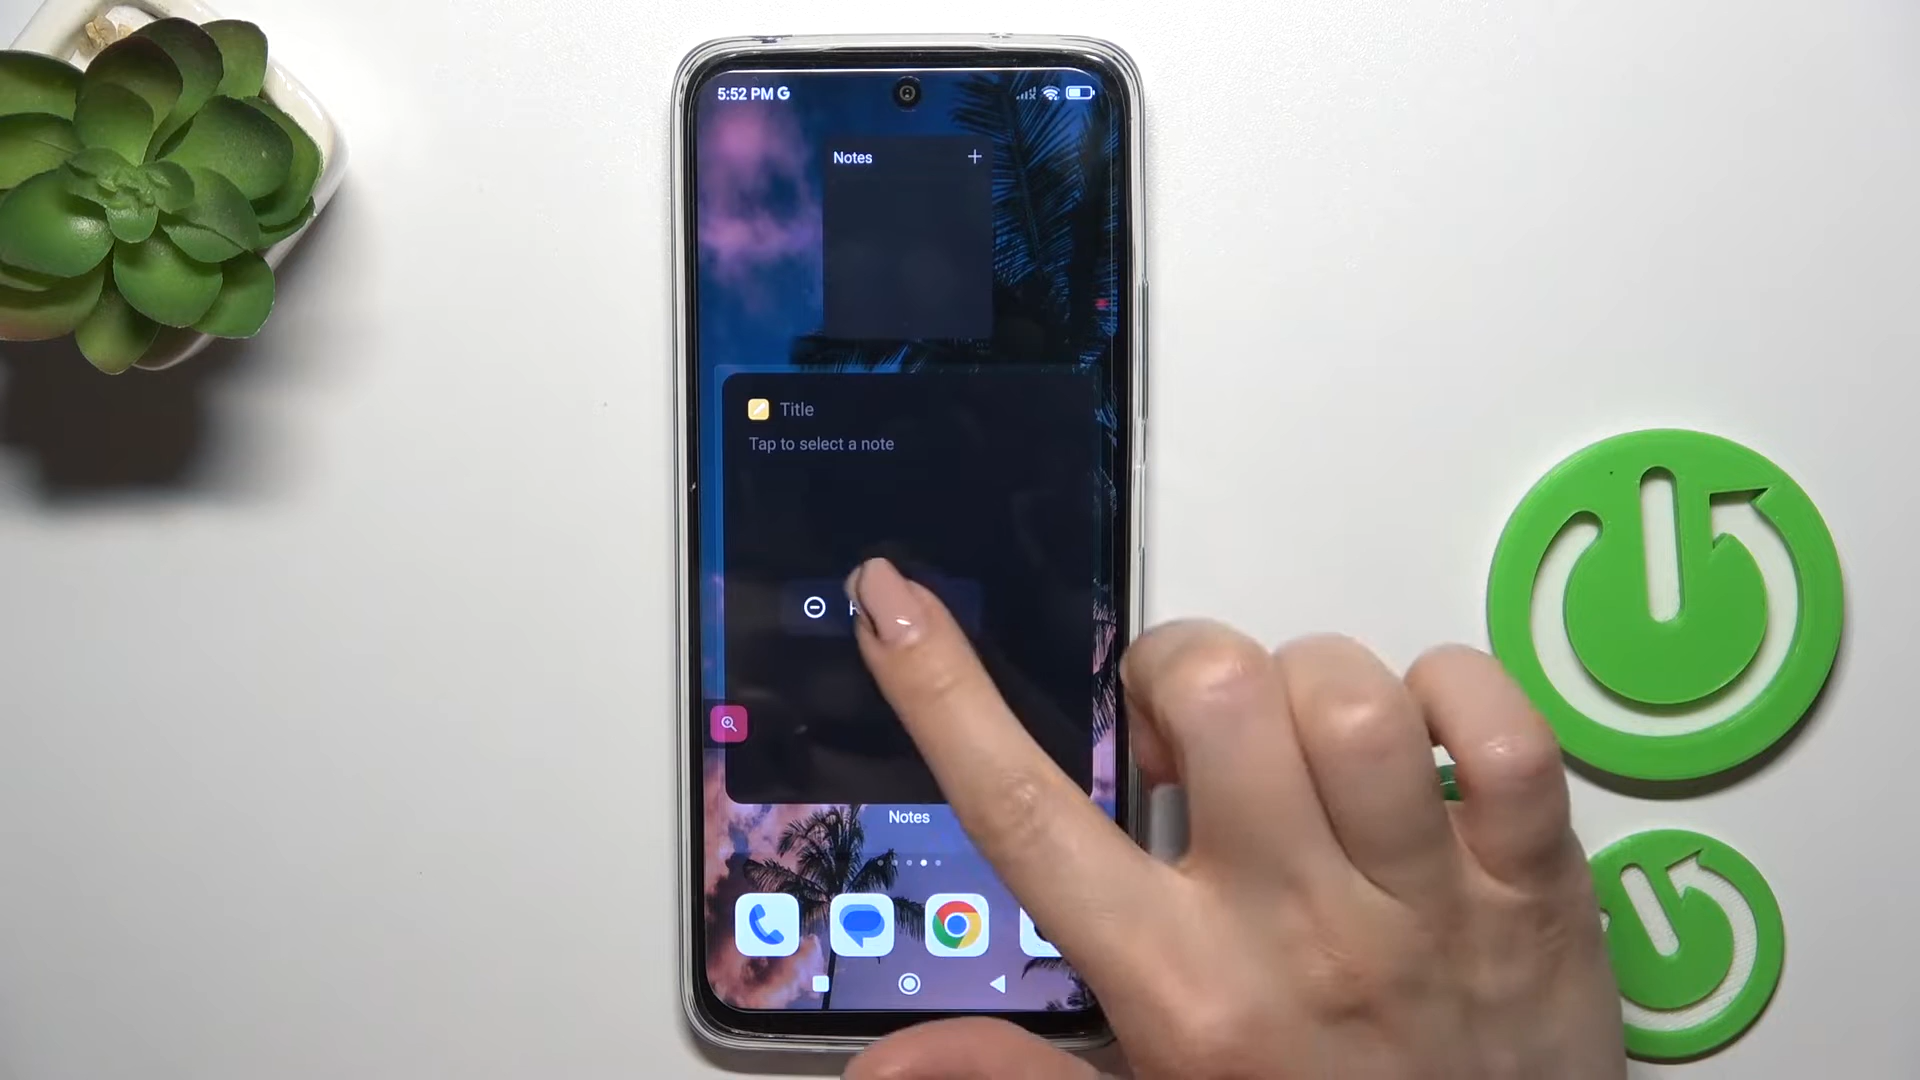 5:52 PM G
Notes +
Title
Tap to select a note
Notes